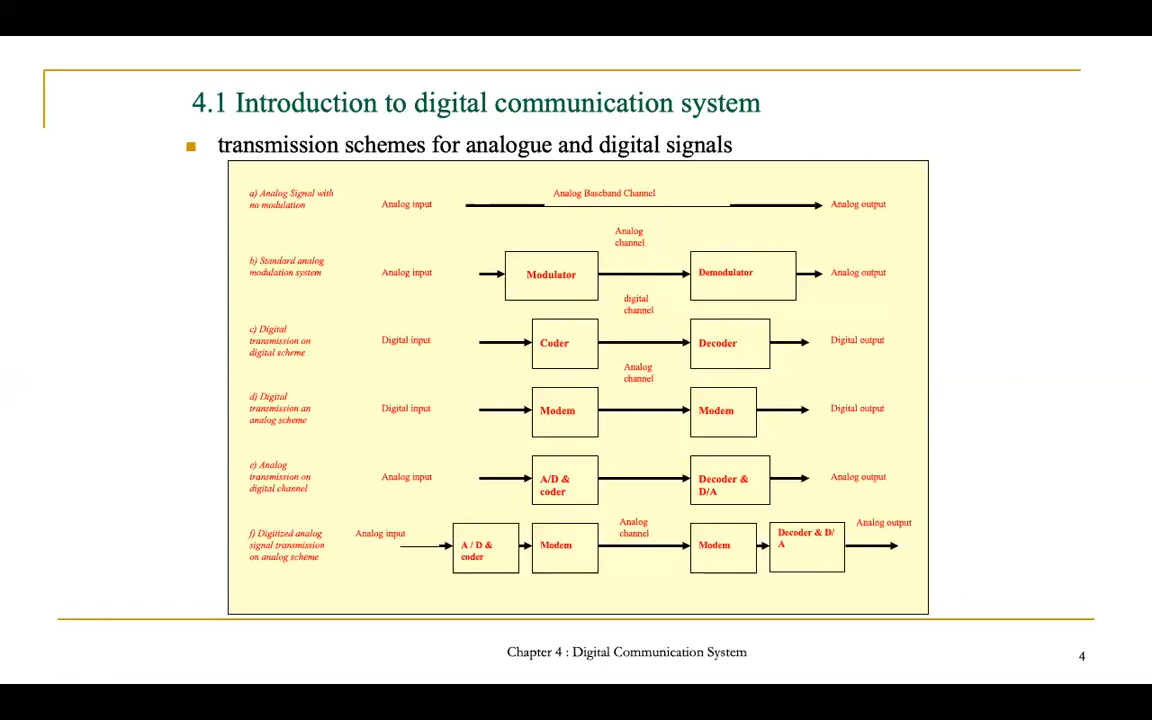 4.1 Introduction to digital communication system
transmission schemes for analogue and digital signals
a) Analog Signal with
no modulation
Analog input
Analog Baseband Channel
Analog output
Analog
channel
b) Standard analog
modulation system
Analog input
Modulator
Demodulator
Analog output
digital
channel
c) Digital
transmission on
digital scheme
Digital input
Coder
Decoder
Digital output
Analog
channel
d) Digital
transmission an
analog scheme
Digital input
Modem
Modem
Digital output
e) Analog
transmission on
digital channel
Analog input
A/D &
coder
Decoder &
D/A
Analog output
f) Digitized analog
signal transmission
on analog scheme
Analog input
A / D &
coder
Modem
Analog
channel
Modem
Decoder & D/
A
Analog output
Chapter 4 : Digital Communication System
4